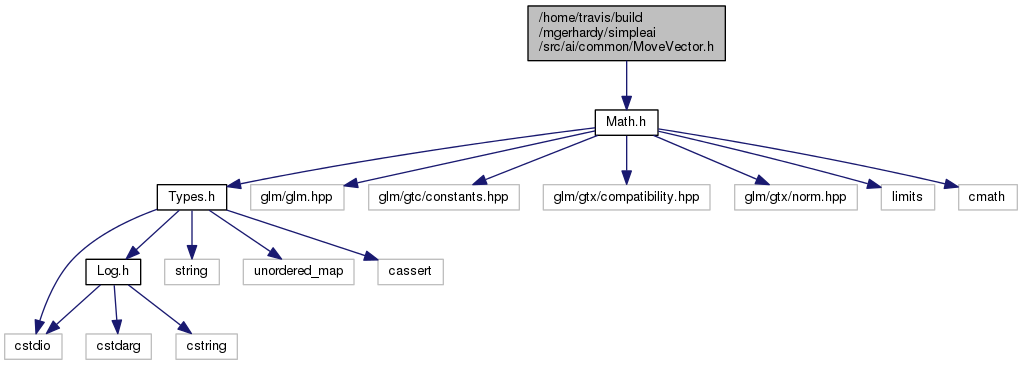 /home/travis/build
/mgerhardy/simpleai
/src/ai/common/MoveVector.h
Math.h
Types.h
glm/glm.hpp
glm/gtc/constants.hpp
glm/gtx/compatibility.hpp
glm/gtx/norm.hpp
limits
cmath
Log.h
string
unordered_map
cassert
cstdio
cstdarg
cstring